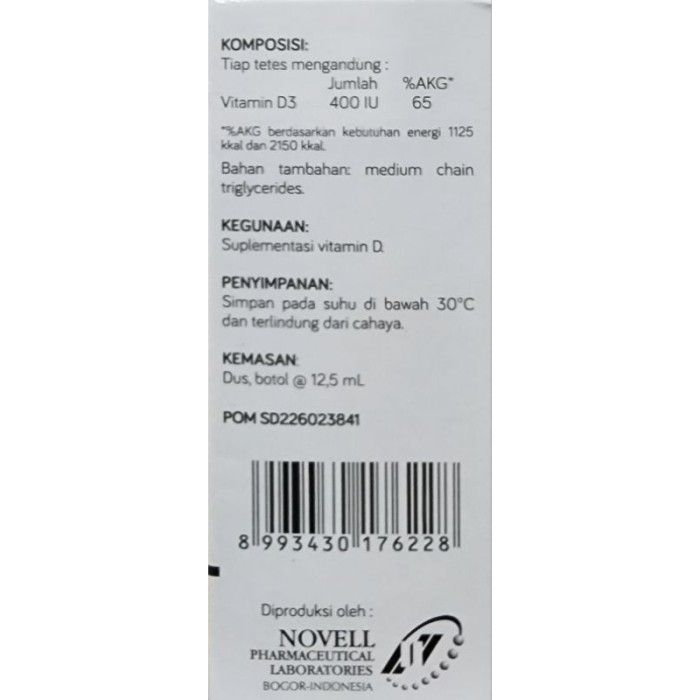 KOMPOSISI:
Tiap tetes mengandung :
Jumlah %AKG*
Vitamin D3 400 IU 65
*%AKG berdasarkan kebutuhan energi 1125
kkal dan 2150 kkal.
Bahan tambahan: medium chain
triglycerides.
KEGUNAAN:
Suplementasi vitamin D.
PENYIMPANAN:
Simpan pada suhu di bawah 30°C
dan terlindung dari cahaya.
KEMASAN:
Dus, botol @ 12,5 mL
POM SD226023841
8 993430 176228
Diproduksi oleh :
NOVELL
PHARMACEUTICAL
LABORATORIES
BOGOR-INDONESIA